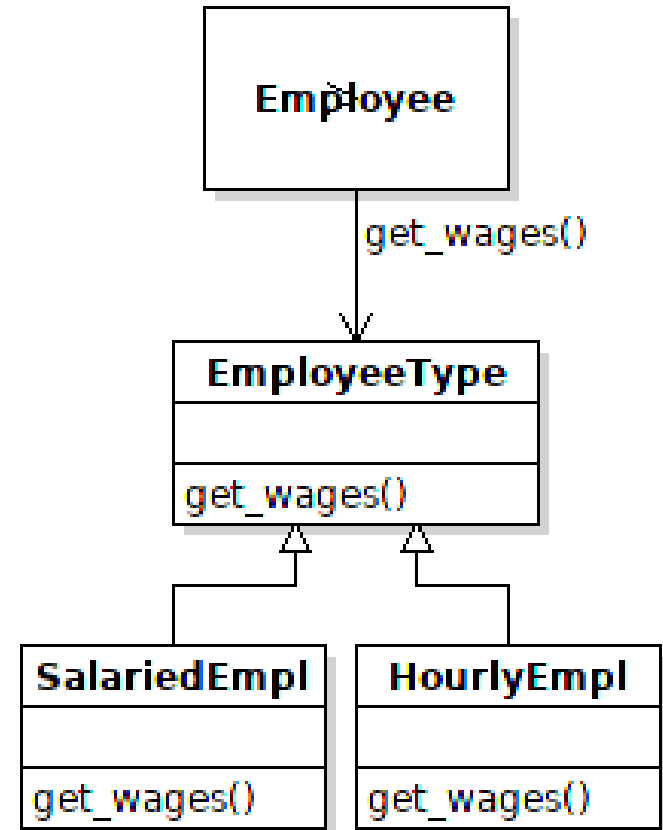 Employee
get_wages()
EmployeeType
get_wages()
SalariedEmpl
get_wages()
HourlyEmpl
get_wages()